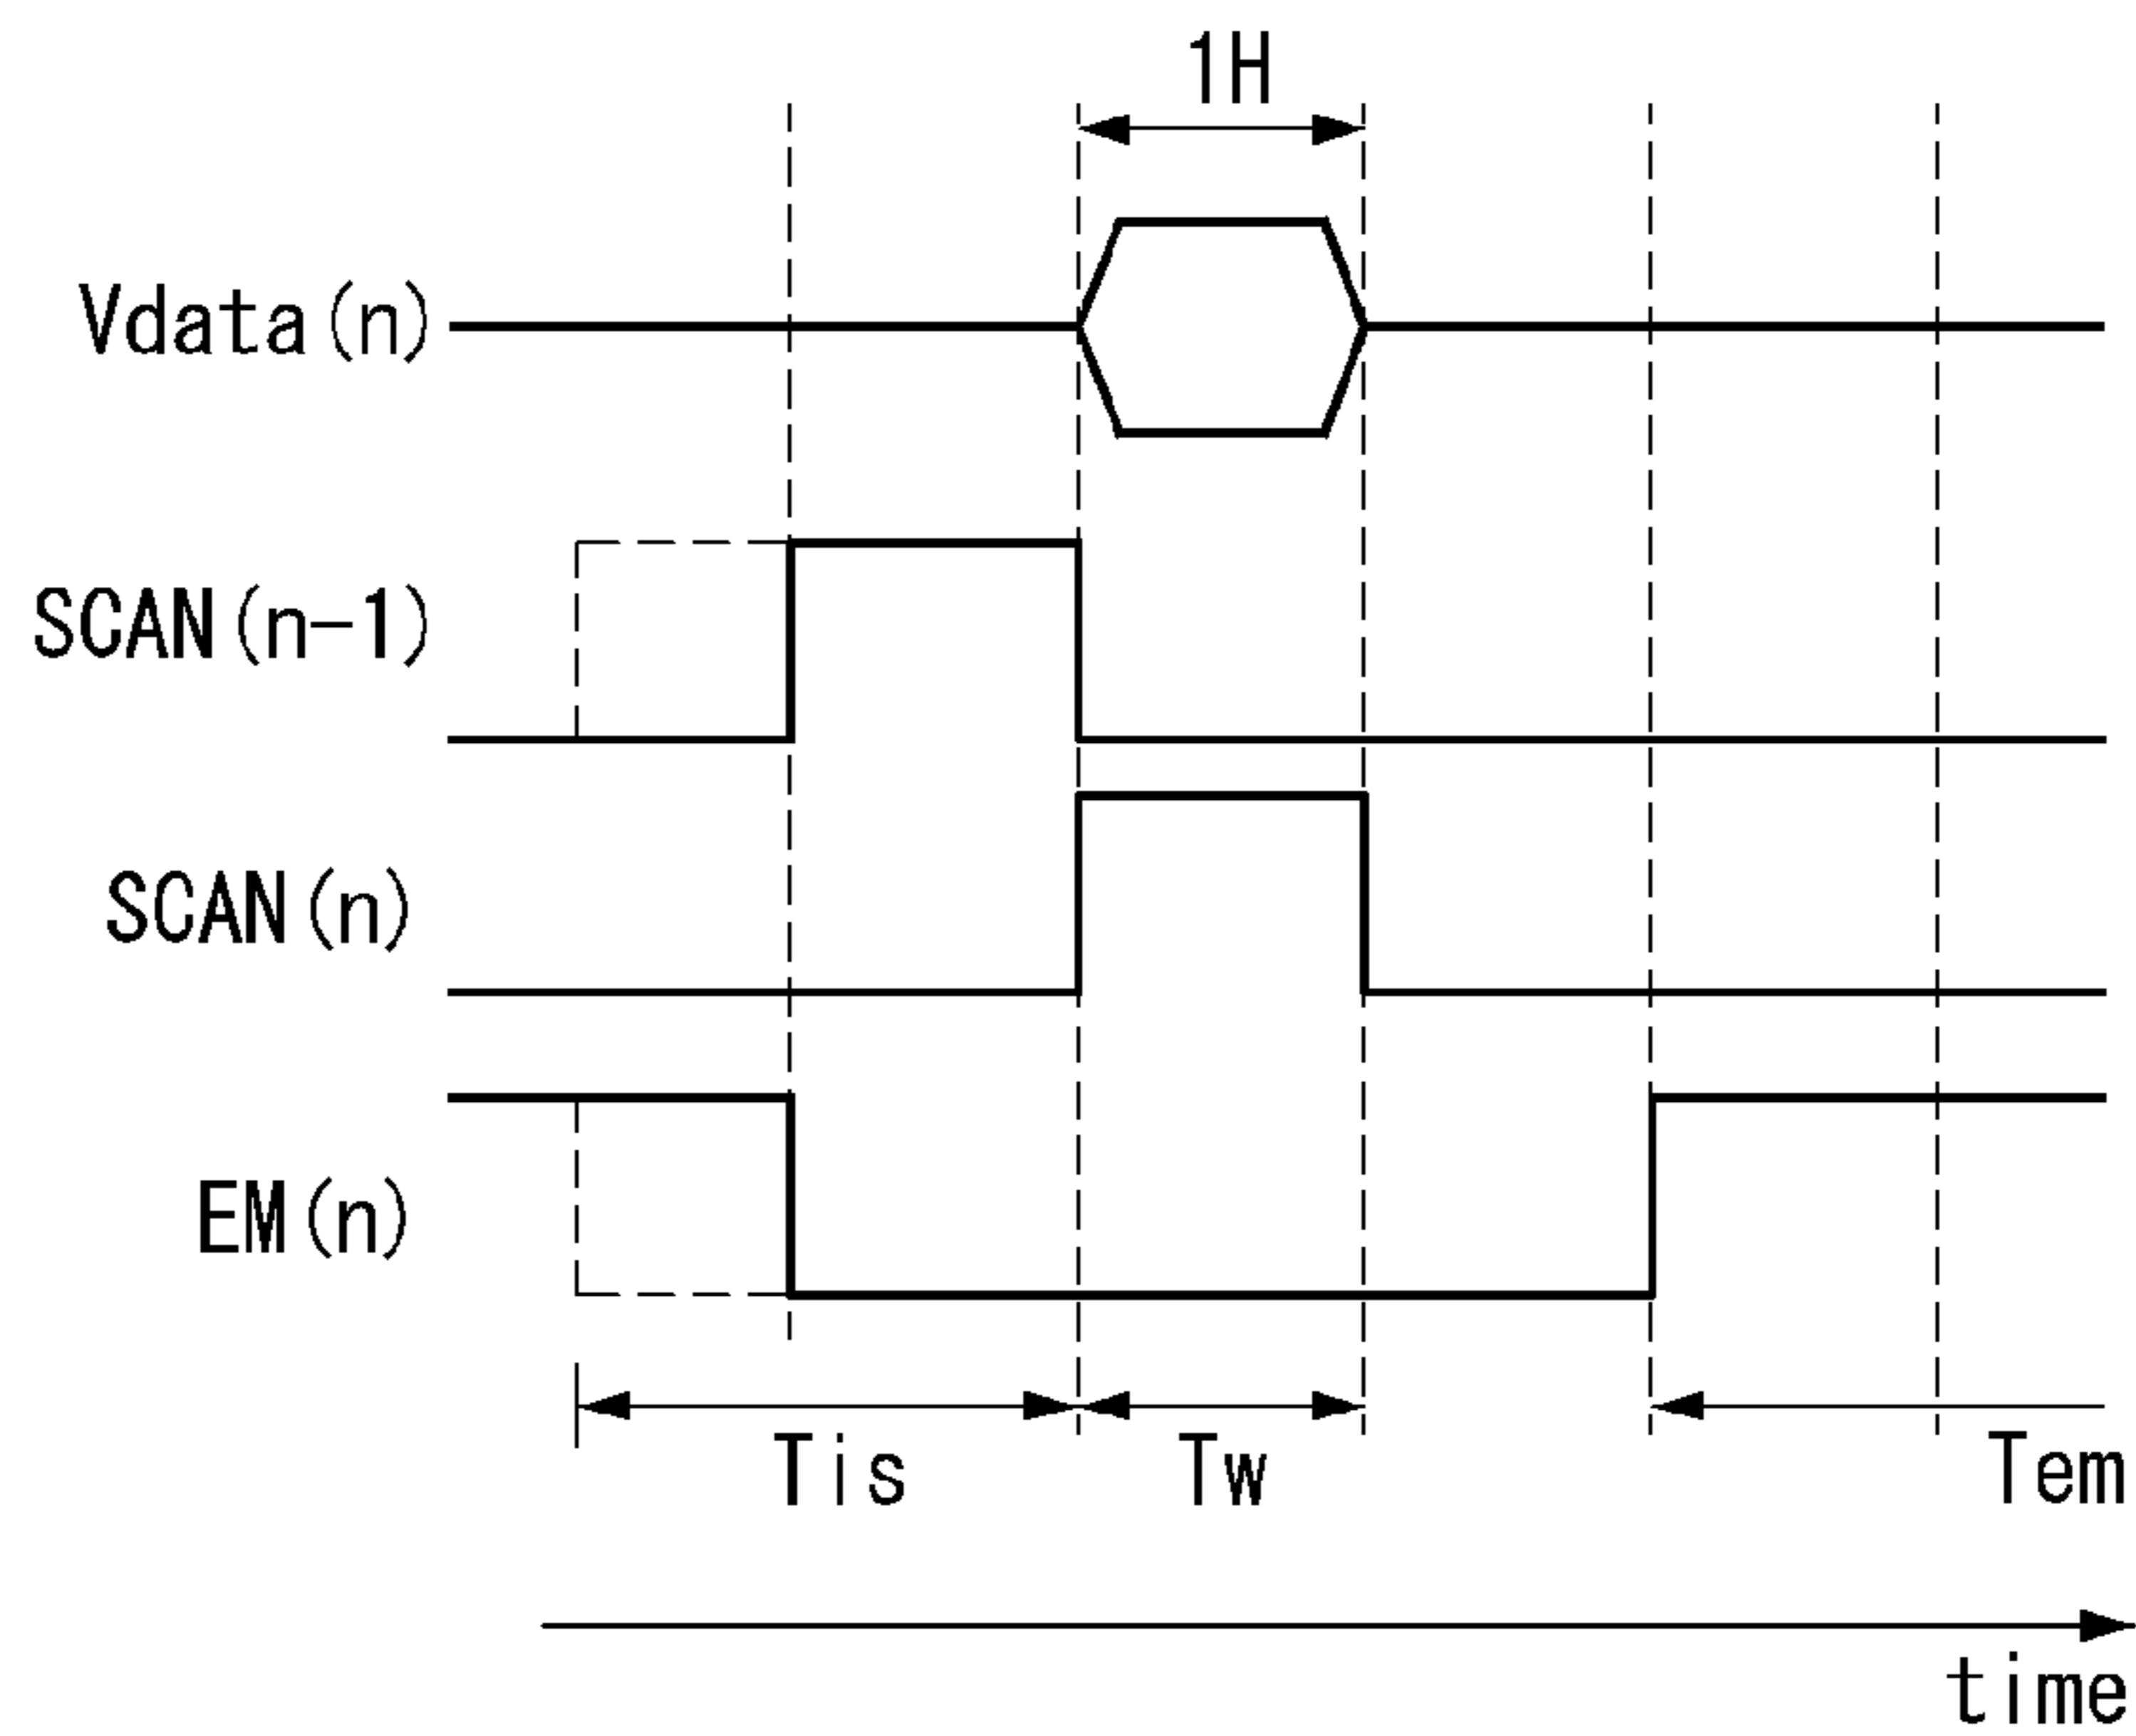 1H
Vdata(n)
SCAN(n-1)
SCAN(n)
EM(n)
Tis
Tw
Tem
time